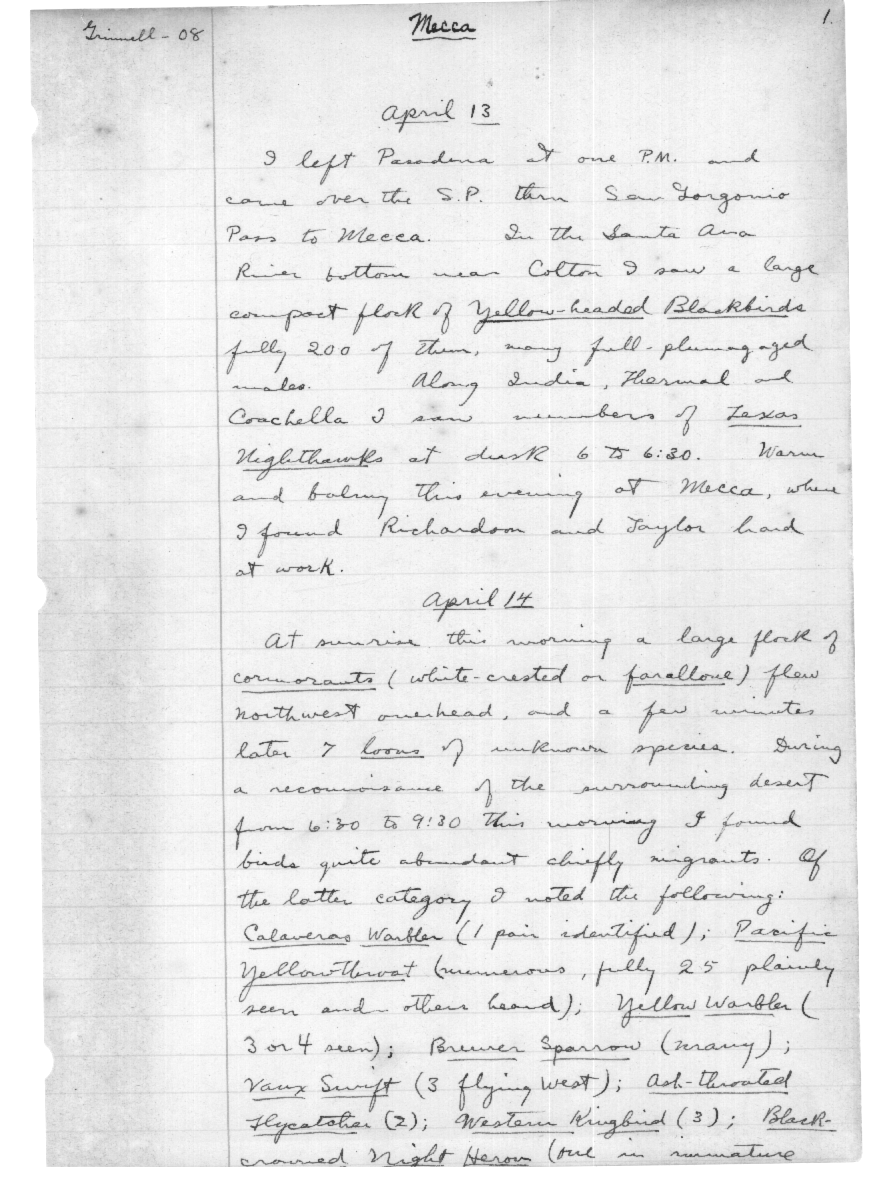 Grinnell - 08
Mecca
1.
April 13
I left Pasadena at one P.M. and
came over the S.P. thru San Gorgonio
Pass to Mecca. In the Santa Ana
River bottom near Colton I saw a large
compact flock of Yellow-headed Blackbirds
fully 200 of them, many full-plumagaged
males. Along India, Thermal and
Coachella I saw numbers of Texas
Nighthawks at dusk 6 to 6:30. Warm
and balmy this evening at Mecca, where
I found Richardson and Taylor hard
at work.
April 14
At sunrise this morning a large flock of
cormorants (white-crested or farallone) flew
northwest overhead, and a few minutes
later 7 loons of unknown species. During
a reconnoisance of the surrounding desert
from 6:30 to 9:30 this morning I found
birds quite abundant chiefly migrants. Of
the latter category I noted the following:
Calaveras Warbler (1 pair identified); Pacific
Yellowthroat (numerous, fully 25 plainly
seen and others heard); Yellow Warbler (
3 or 4 seen); Brewer Sparrow (many);
Vaux Swift (3 flying West); Ash-throated
Flycatcher (2); Western Kingbird (3); Black-
crowned Night Heron (one in immature